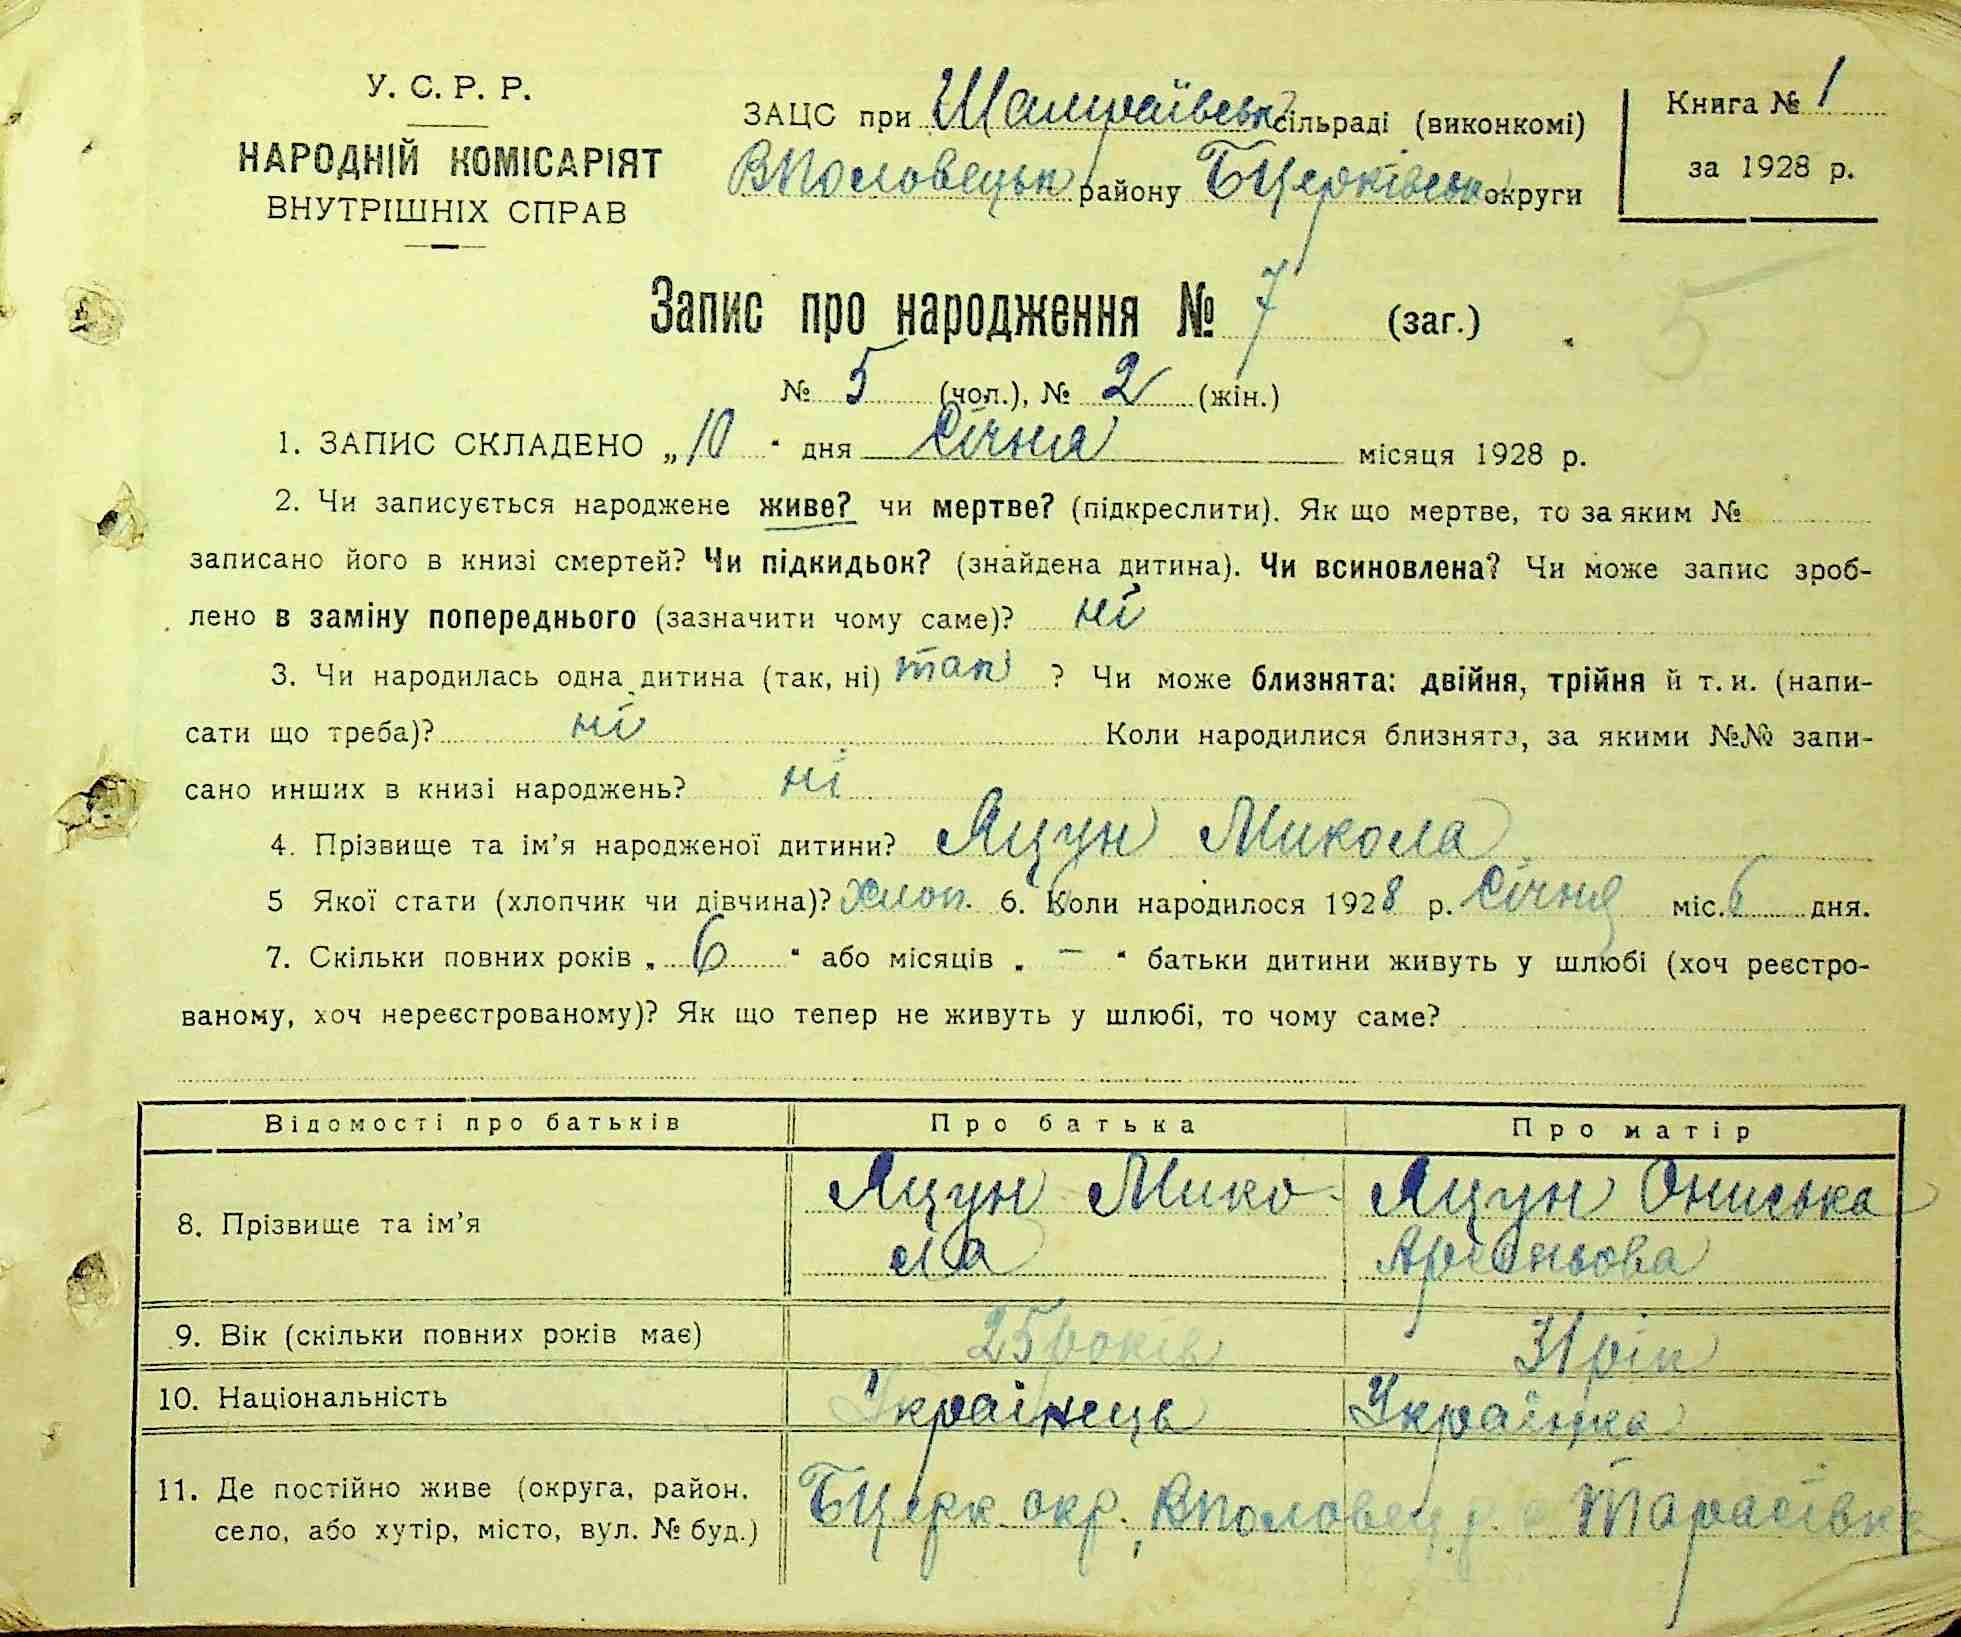 У. С. Р. Р.
НАРОДНІЙ КОМІСАРІЯТ
ВНУТРІШНІХ СПРАВ
ЗАЦС при Шамраївськ сільраді (виконкомі)
ВПоловецьк району БЦерківськ округи
Книга № 1
за 1928 р.
Запис про народження № 7 (заг.)
5
№ 5 (чол.), № 2 (жін.)
1. ЗАПИС СКЛАДЕНО „10“ дня Січня місяця 1928 р.
2. Чи записується народжене живе? чи мертве? (підкреслити). Як що мертве, то за яким №
записано його в книзі смертей? Чи підкидьок? (знайдена дитина). Чи всиновлена? Чи може запис зроб-
лено в заміну попереднього (зазначити чому саме)? ні
3. Чи народилась одна дитина (так, ні) так ? Чи може близнята: двійня, трійня й т. и. (напи-
сати що треба)? ні Коли народилися близнята, за якими №№ запи-
сано инших в книзі народжень? ні
4. Прізвище та ім'я народженої дитини? Яцун Микола
5 Якої стати (хлопчик чи дівчина)? Хлоп. 6. Коли народилося 1928 р. Січня міс. 6 дня.
7. Скільки повних років „6“ або місяців „–“ батьки дитини живуть у шлюбі (хоч реєстро-
ваному, хоч нереєстрованому)? Як що тепер не живуть у шлюбі, то чому саме?
Відомості про батьків Про батька Про матір
8. Прізвище та ім'я Яцун Мико- Яцун Ониська
ла
9. Вік (скільки повних років має) 25 років 31 рік
10. Національність Українець Українка
11. Де постійно живе (округа, район, БЦерк окр. ВПоловец р. с. Тарасівка
село, або хутір, місто, вул. № буд.)